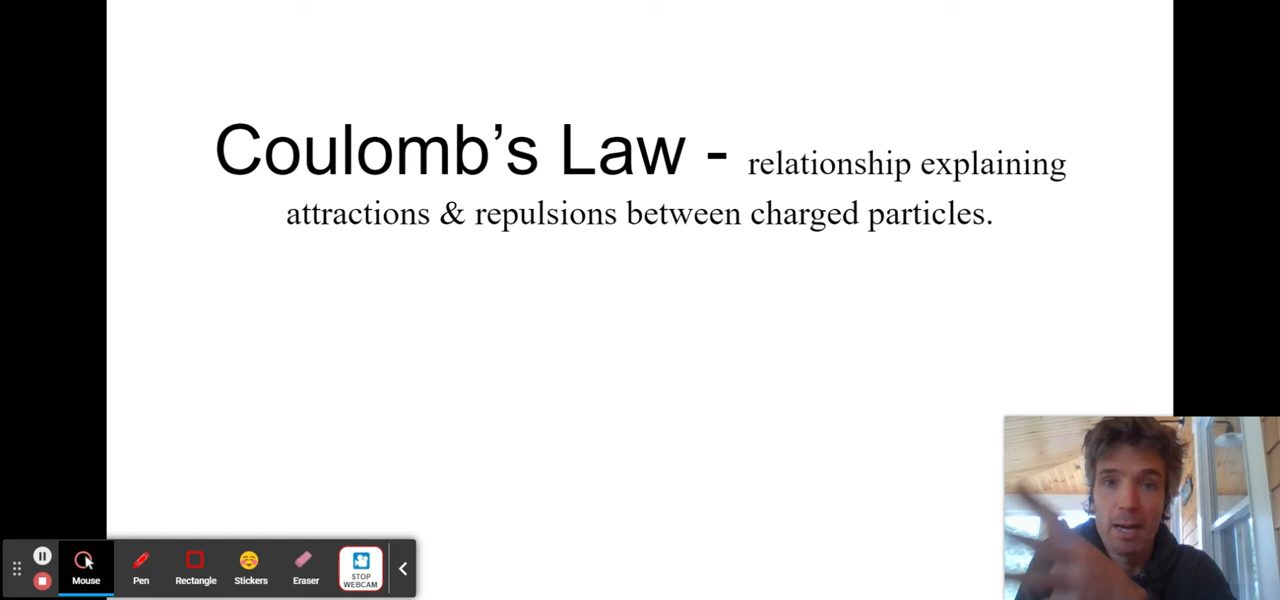 Coulomb’s Law - relationship explaining
attractions & repulsions between charged particles.
Mouse
Pen
Rectangle
Stickers
Eraser
STOP
WEBCAM